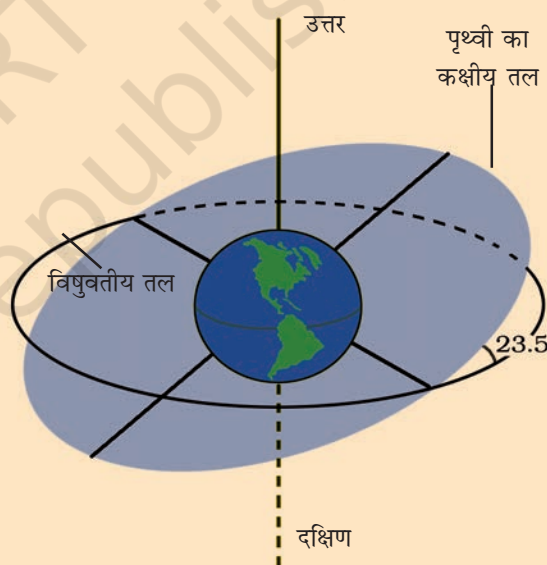 उत्तर
पृथ्वी का
कक्षीय तल
विषुवतीय तल
23.5
दक्षिण